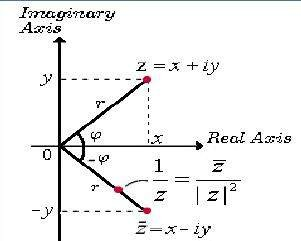 Imaginary
Axis
y
z = x + iy
r
φ
x
Real Axis
0
-φ
r
1/z = z̅/|z|²
-y
z̅ = x - iy